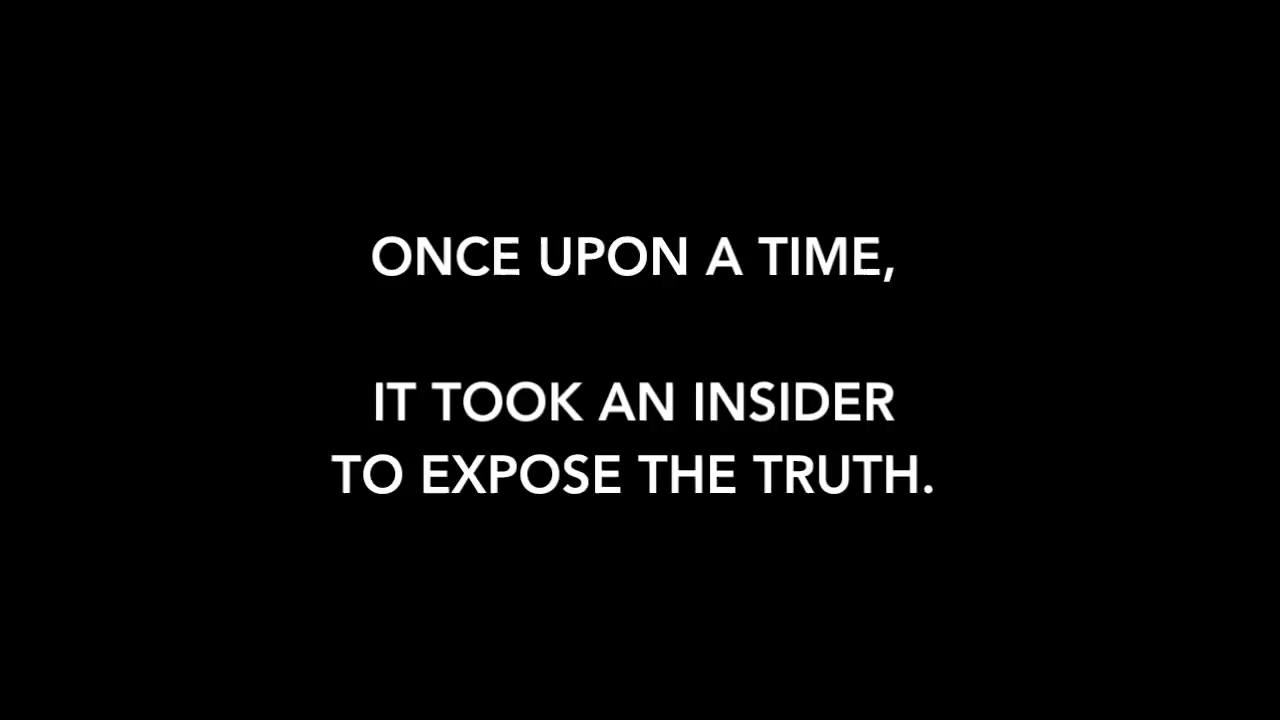 ONCE UPON A TIME,
IT TOOK AN INSIDER
TO EXPOSE THE TRUTH.